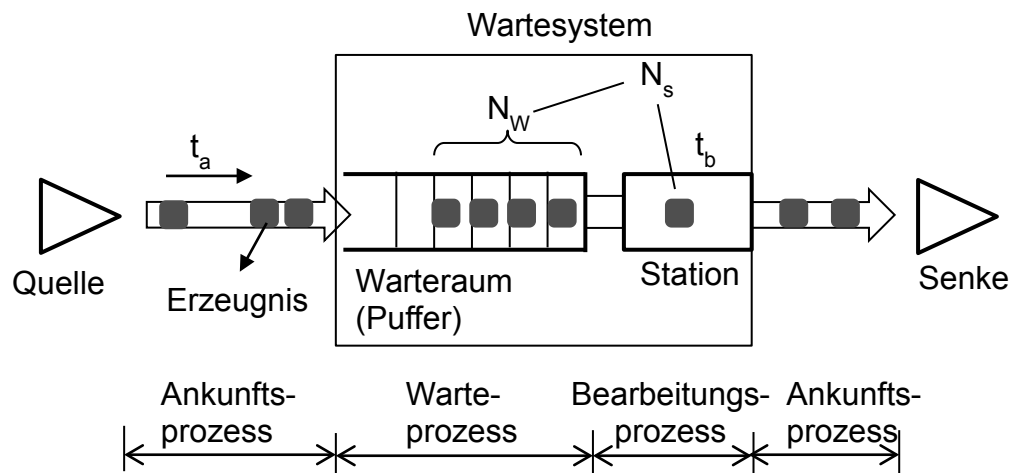 Wartesystem
N_s
N_W
t_a
t_b
Quelle
Erzeugnis
Warteraum
(Puffer)
Station
Senke
Ankunfts-
prozess
Warte-
prozess
Bearbeitungs-
prozess
Ankunfts-
prozess